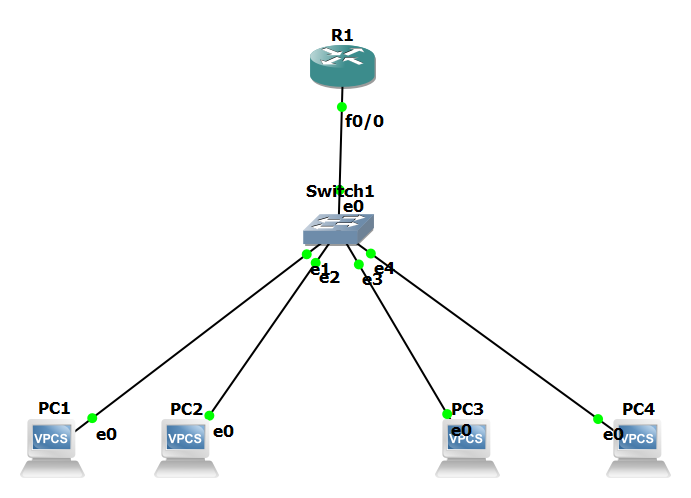 R1
f0/0
Switch1
e0
e1
e2
e3
e4
PC1
e0
VPCS
PC2
e0
VPCS
PC3
e0
VPCS
PC4
e0
VPCS